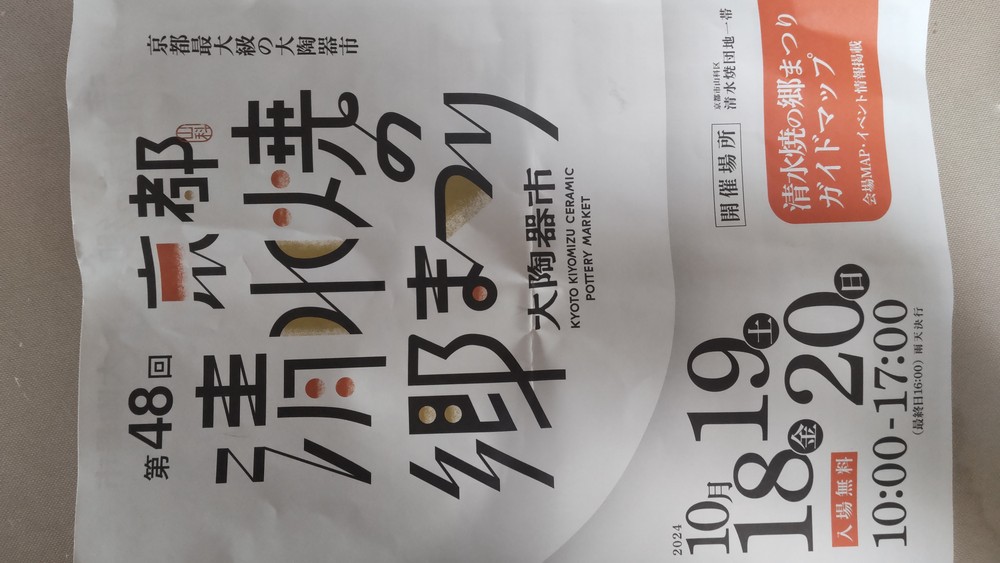 京都最大級の大陶器市
第48回
京都
清水焼の
郷まつり
大陶器市
KYOTO KIYOMIZU CERAMIC
POTTERY MARKET
2024
10月
18金19土20日
入場無料
10:00-17:00
(最終日16:00) 雨天決行
開催場所
京都市山科区
清水焼団地一帯
清水焼の郷まつり
ガイドマップ
会場MAP・イベント情報掲載